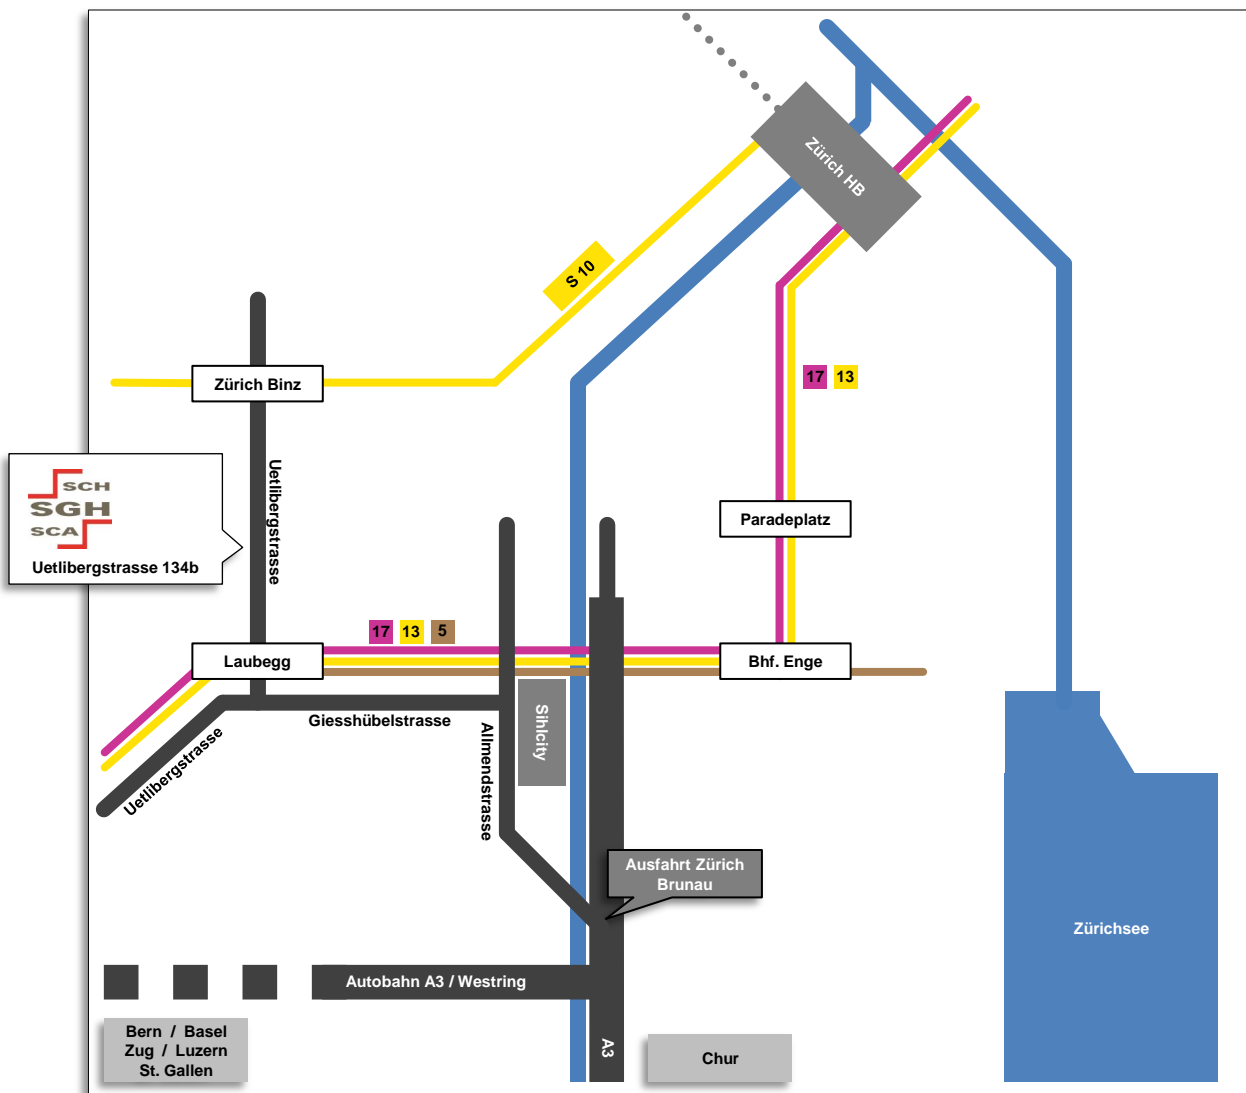 Zürich HB
S 10
Zürich Binz
17 13
SCH
SGH
SCA
Uetlibergstrasse 134b
Uetlibergstrasse
Paradeplatz
17 13 5
Laubegg
Bhf. Enge
Giesshübelstrasse
Sihlcity
Allmendstrasse
Uetlibergstrasse
Ausfahrt Zürich
Brunau
Zürichsee
Autobahn A3 / Westring
A3
Bern / Basel
Zug / Luzern
St. Gallen
Chur